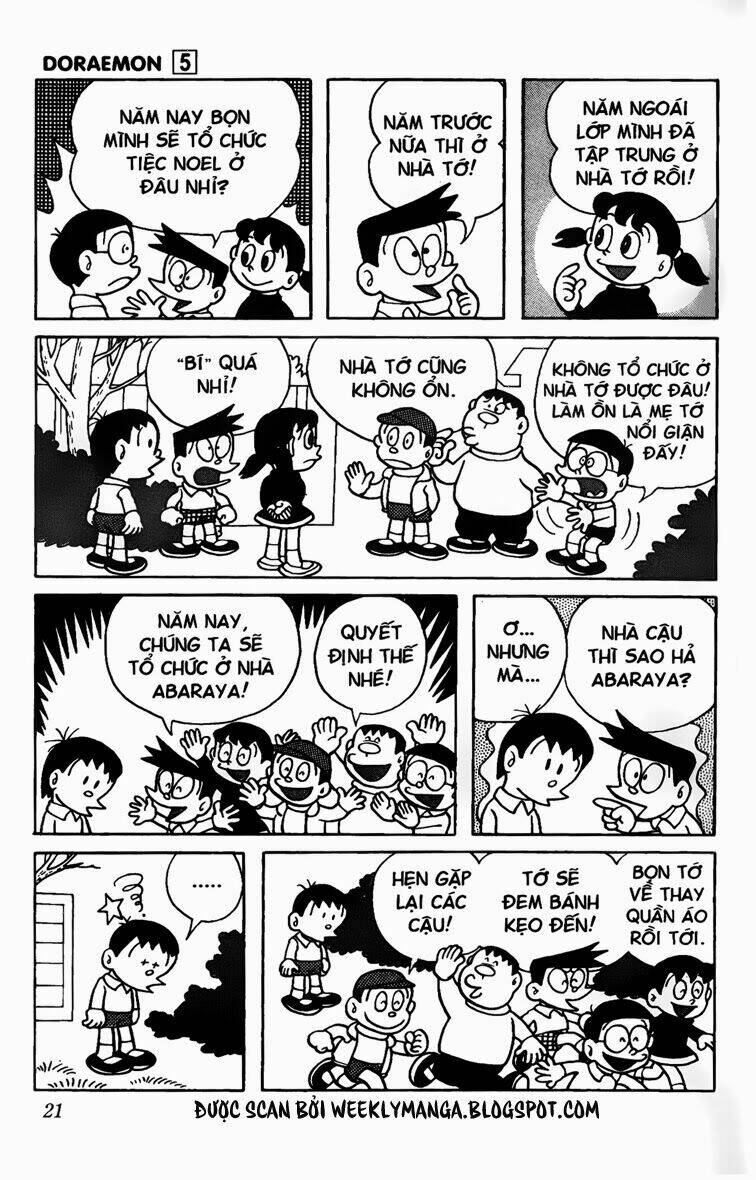 DORAEMON 5
NĂM NGOÁI
LỚP MÌNH ĐÃ
TẬP TRUNG Ở
NHÀ TỚ RỒI!
NĂM TRƯỚC
NỮA THÌ Ở
NHÀ TỚ!
NĂM NAY BỌN
MÌNH SẼ TỔ CHỨC
TIỆC NOEL Ở
ĐÂU NHỈ?
KHÔNG TỔ CHỨC Ở
NHÀ TỚ ĐƯỢC ĐÂU!
LÀM ỒN LÀ MẸ TỚ
NỔI GIẬN
ĐẤY!
NHÀ TỚ CŨNG
KHÔNG ỔN.
"BÍ" QUÁ
NHỈ!
NHÀ CẬU
THÌ SAO HẢ
ABARAYA?
Ơ...
NHƯNG
MÀ...
QUYẾT
ĐỊNH THẾ
NHÉ!
NĂM NAY,
CHÚNG TA SẼ
TỔ CHỨC Ở NHÀ
ABARAYA!
BỌN TỚ
VỀ THAY
QUẦN ÁO
RỒI TỚI.
TỚ SẼ
ĐEM BÁNH
KẸO ĐẾN!
HẸN GẶP
LẠI CÁC
CẬU!
.....
21
ĐƯỢC SCAN BỞI WEEKLYMANGA.BLOGSPOT.COM